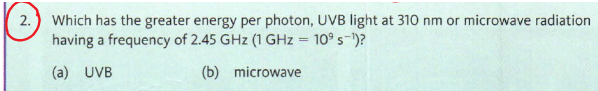 2. Which has the greater energy per photon, UVB light at 310 nm or microwave radiation
having a frequency of 2.45 GHz (1 GHz = 10⁹ s⁻¹)?
(a) UVB (b) microwave